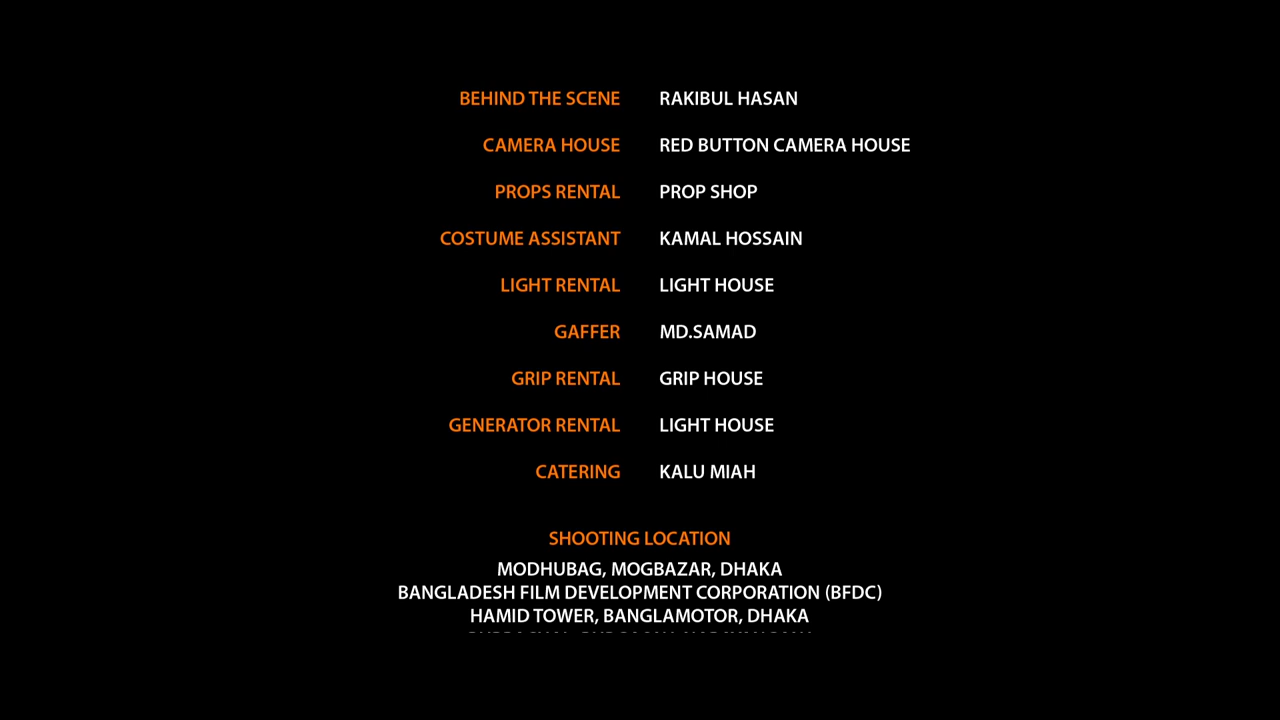 BEHIND THE SCENE RAKIBUL HASAN
CAMERA HOUSE RED BUTTON CAMERA HOUSE
PROPS RENTAL PROP SHOP
COSTUME ASSISTANT KAMAL HOSSAIN
LIGHT RENTAL LIGHT HOUSE
GAFFER MD.SAMAD
GRIP RENTAL GRIP HOUSE
GENERATOR RENTAL LIGHT HOUSE
CATERING KALU MIAH
SHOOTING LOCATION
MODHUBAG, MOGBAZAR, DHAKA
BANGLADESH FILM DEVELOPMENT CORPORATION (BFDC)
HAMID TOWER, BANGLAMOTOR, DHAKA